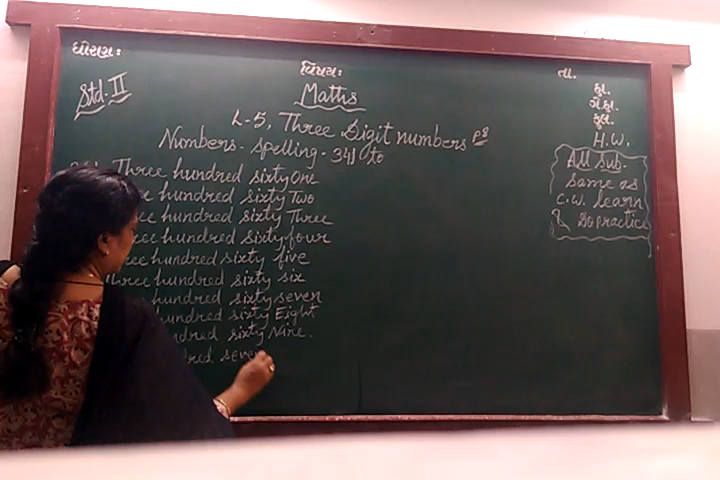 ધોરણ:
વિષય:
તા.
Std. II
Maths
હા.
ગે.હા.
કુલ
H.W.
L-5, Three Digit numbers P8
Numbers - spelling - 341 to
All Sub.
Same as
C.W. learn
& Do practice
Three hundred sixty One
hundred sixty Two
hundred sixty Three
hundred sixty four
hundred sixty five
Three hundred sixty six
hundred sixty seven
hundred sixty Eight
sixty Nine.